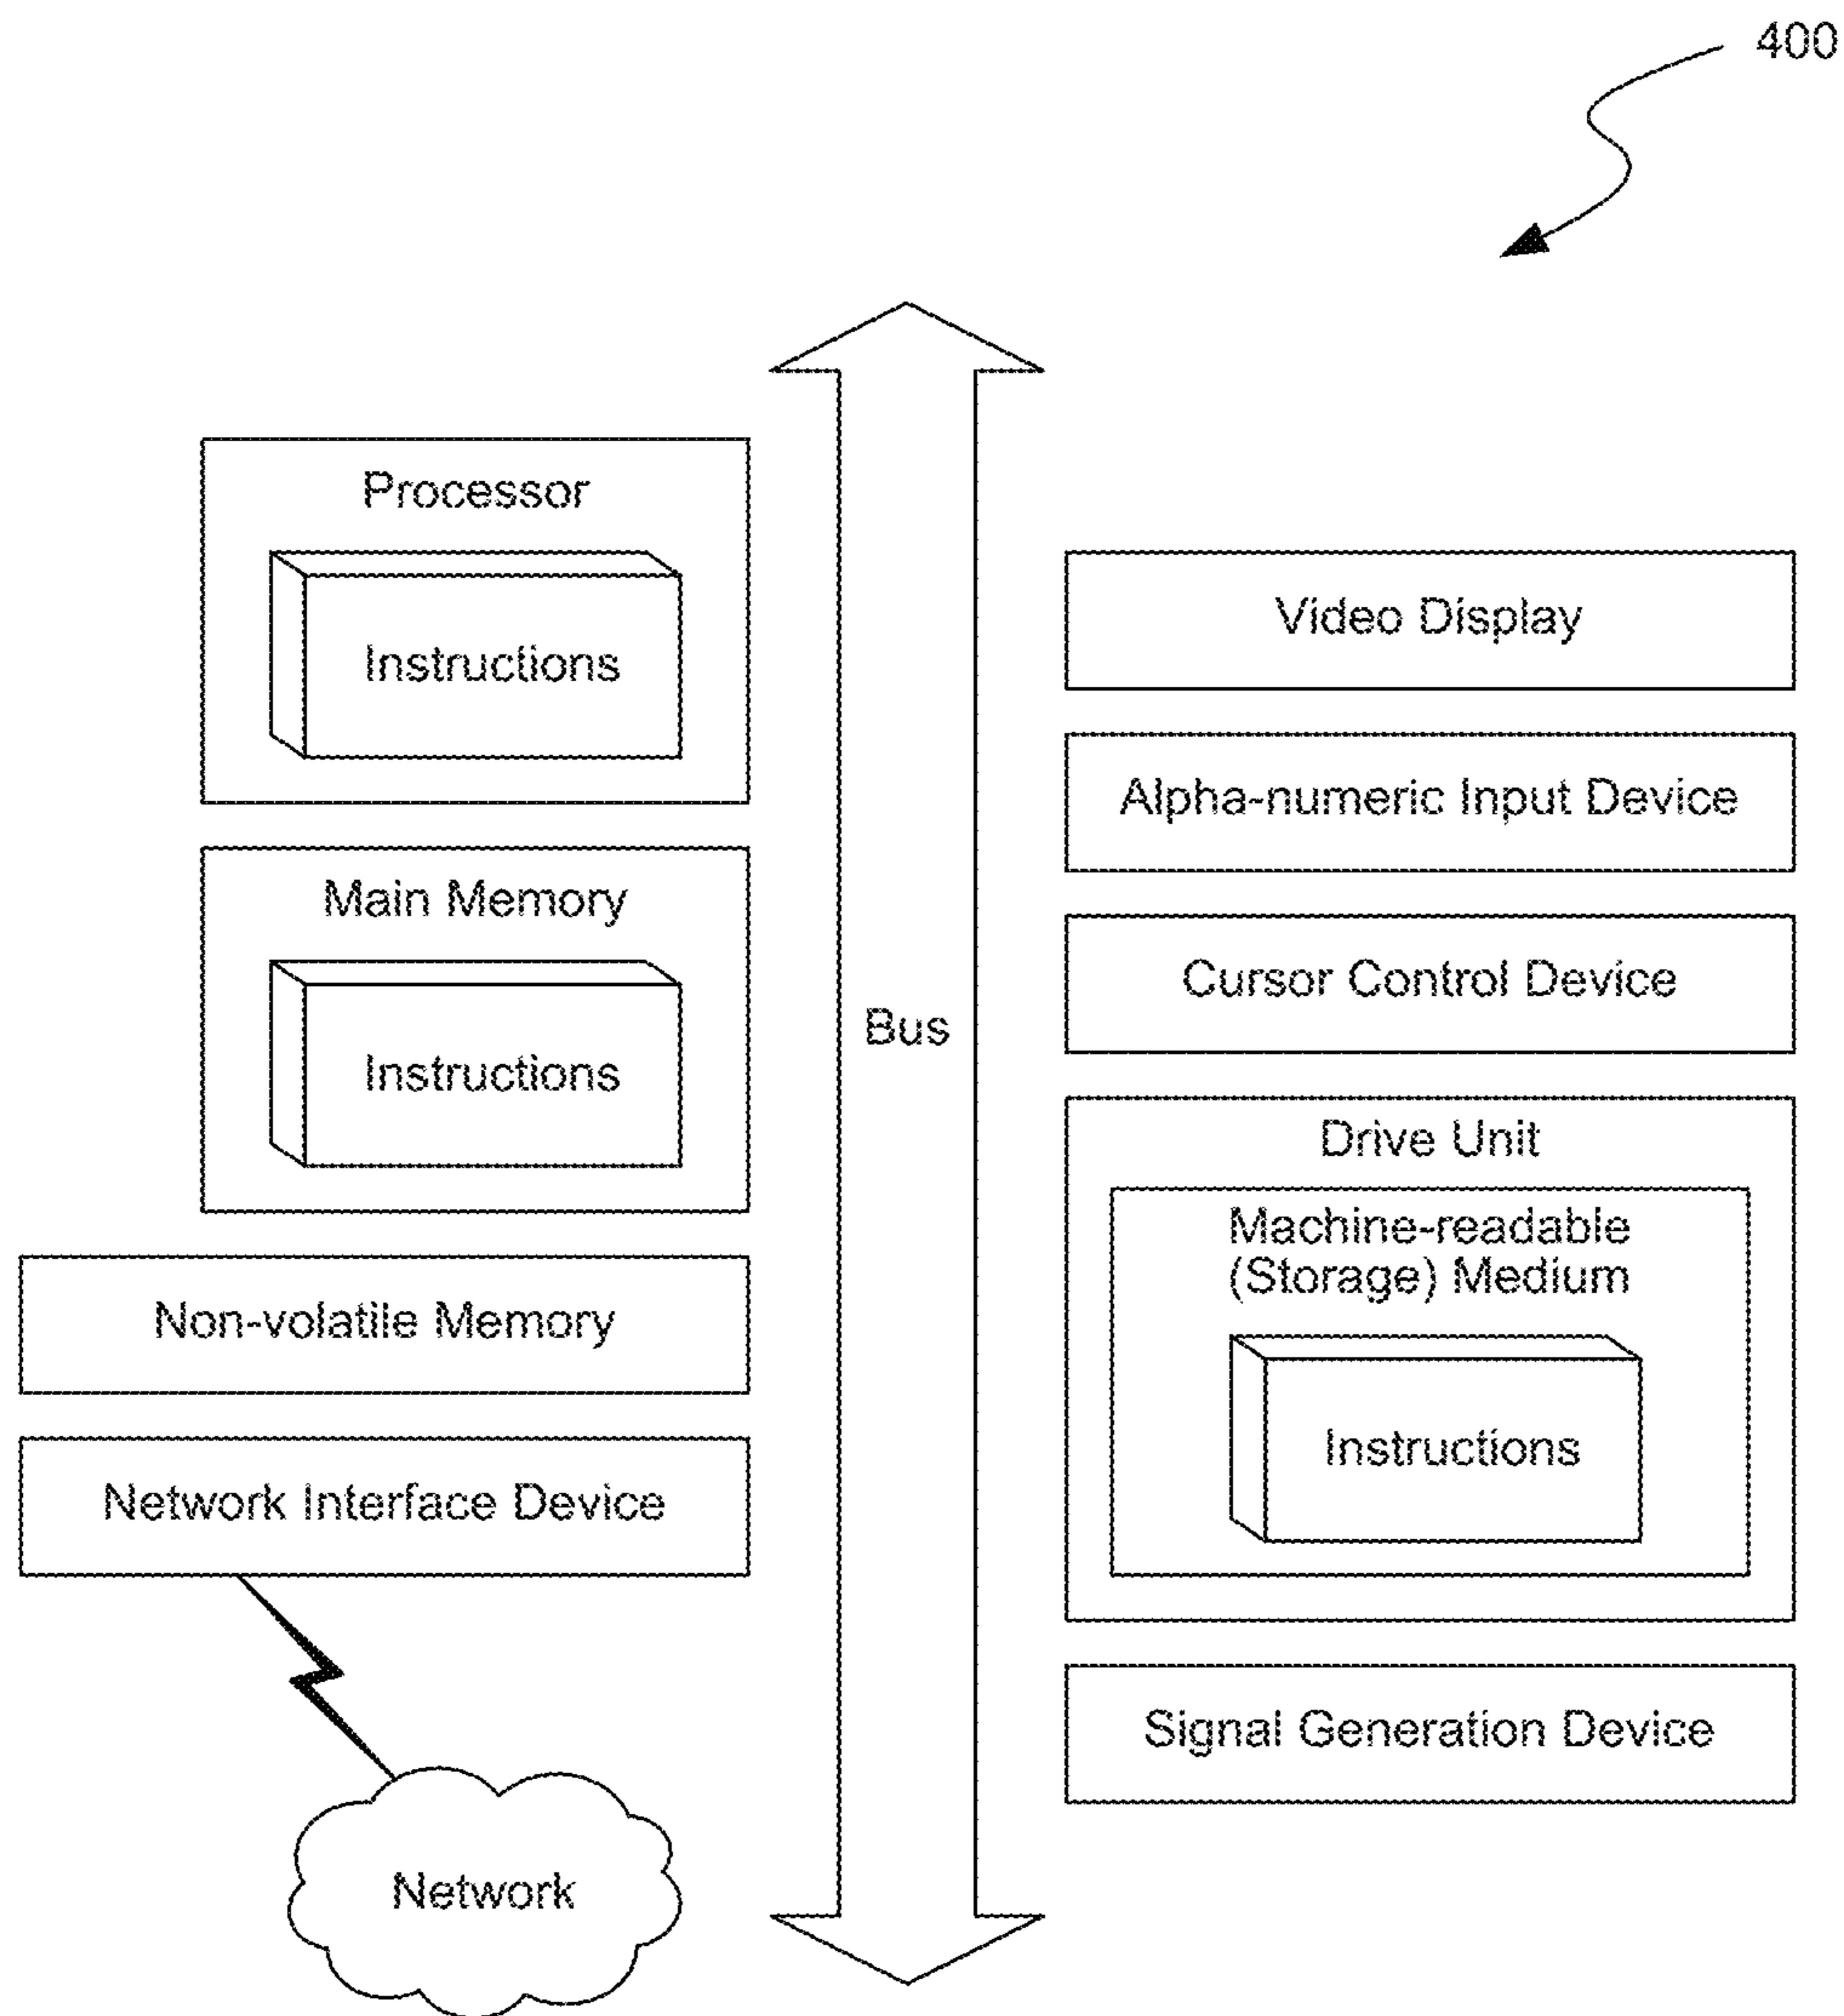 400
Processor
Instructions
Main Memory
Instructions
Non-volatile Memory
Network Interface Device
Network
Bus
Video Display
Alpha-numeric Input Device
Cursor Control Device
Drive Unit
Machine-readable
(Storage) Medium
Instructions
Signal Generation Device